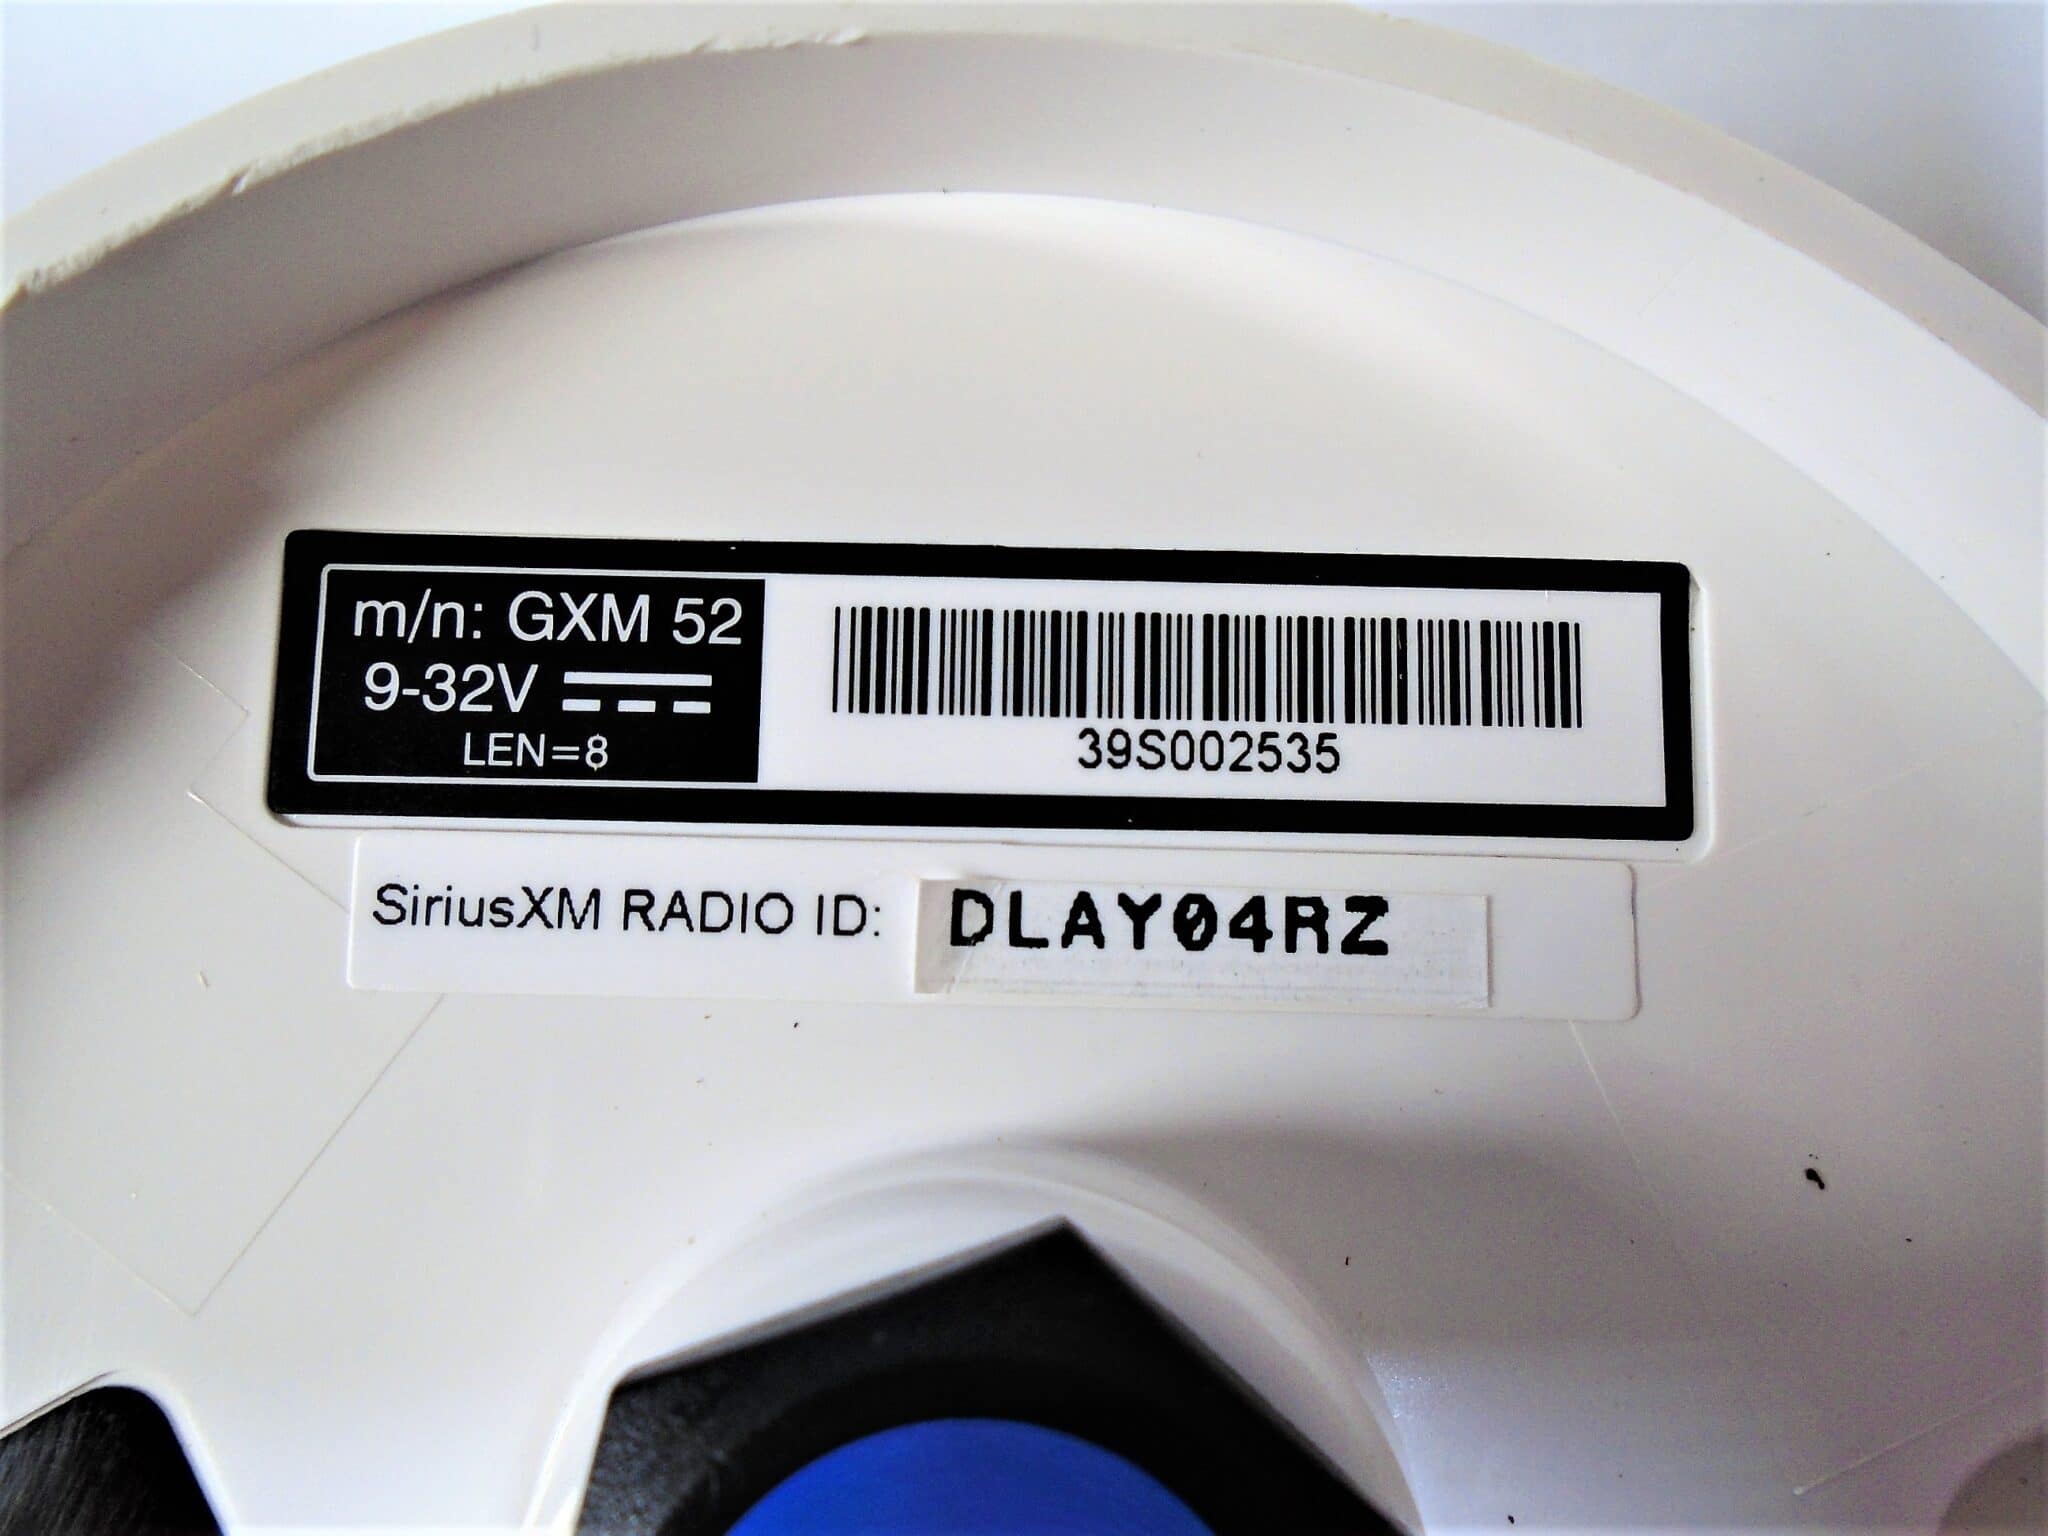 m/n: GXM 52
9-32V
LEN=8
39S002535
SiriusXM RADIO ID: DLAY04RZ